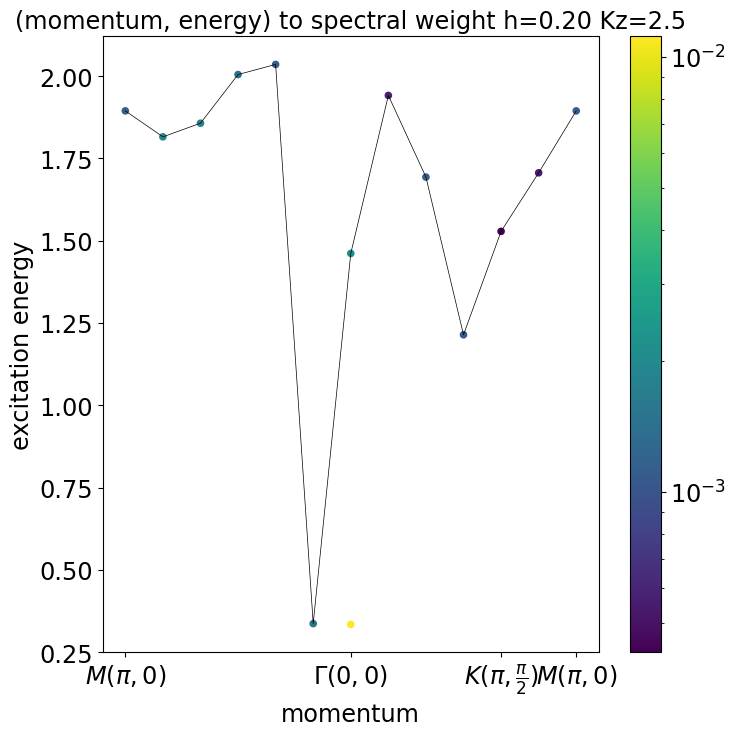 (momentum, energy) to spectral weight h=0.20 Kz=2.5
2.00
1.75
1.50
1.25
1.00
0.75
0.50
0.25
excitation energy
M(π, 0)
Γ(0, 0)
K(π, π/2)
M(π, 0)
momentum
10⁻²
10⁻³